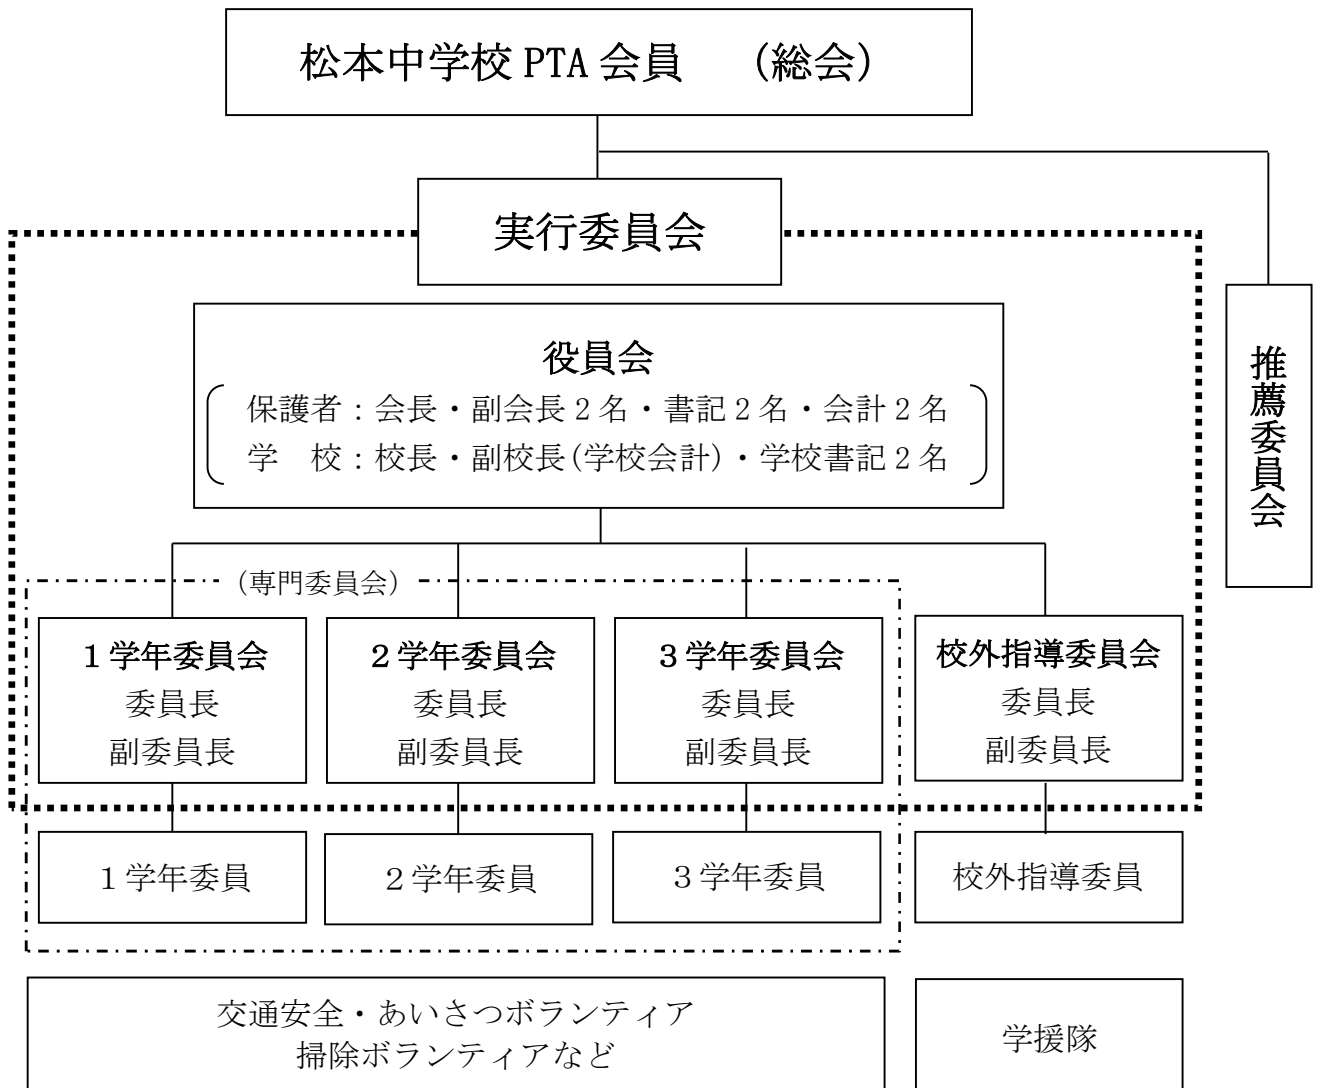 松本中学校 PTA 会員　（総会）
実行委員会
役員会
保護者：会長・副会長２名・書記２名・会計２名
学　校：校長・副校長(学校会計)・学校書記２名
推薦委員会
（専門委員会）
１学年委員会
委員長
副委員長
２学年委員会
委員長
副委員長
３学年委員会
委員長
副委員長
校外指導委員会
委員長
副委員長
１学年委員
２学年委員
３学年委員
校外指導委員
交通安全・あいさつボランティア
掃除ボランティアなど
学援隊